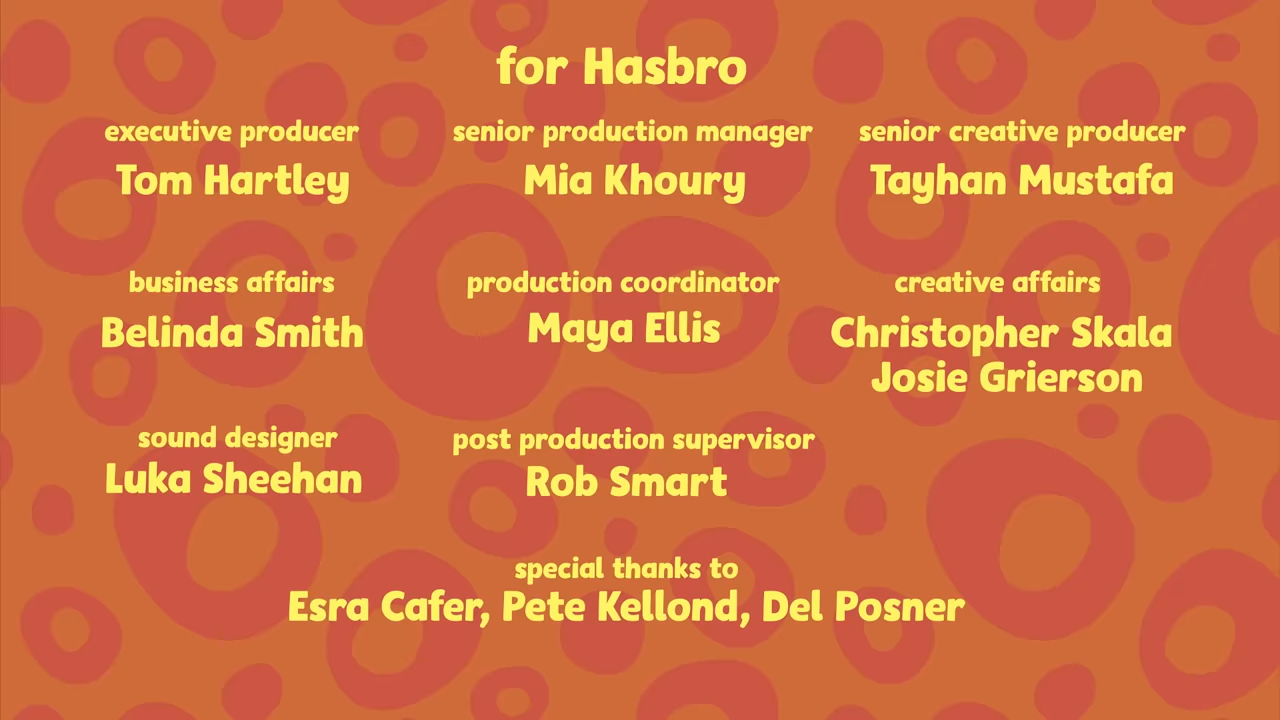 for Hasbro
executive producer
Tom Hartley
senior production manager
Mia Khoury
senior creative producer
Tayhan Mustafa
business affairs
Belinda Smith
production coordinator
Maya Ellis
creative affairs
Christopher Skala
Josie Grierson
sound designer
Luka Sheehan
post production supervisor
Rob Smart
special thanks to
Esra Cafer, Pete Kellond, Del Posner